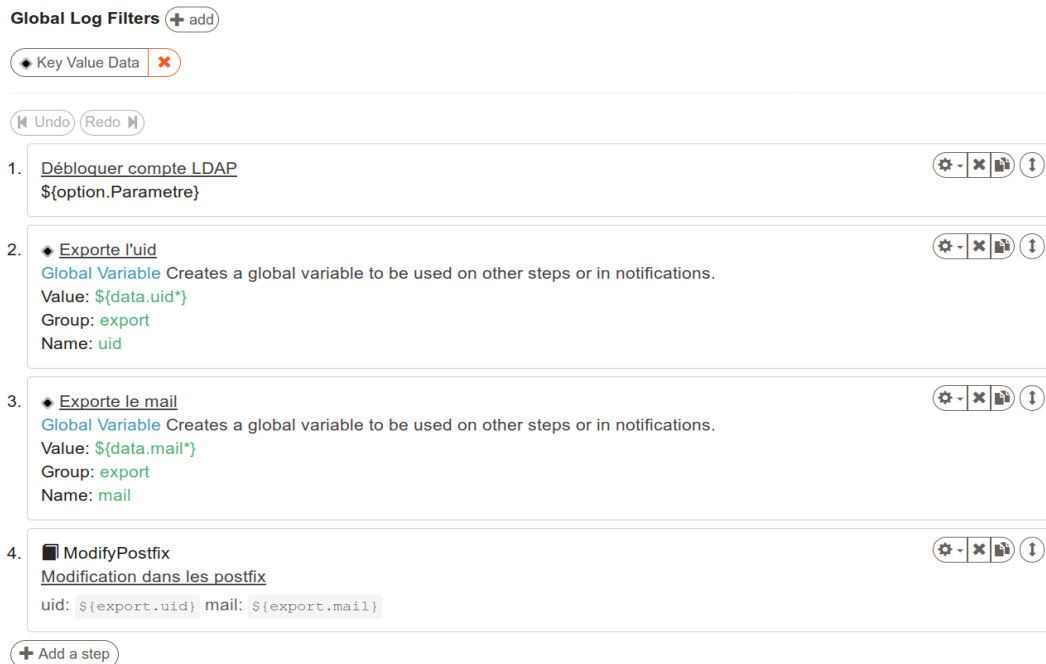 Global Log Filters add
Key Value Data
Undo Redo
1. Débloquer compte LDAP
${option.Parametre}
2. Exporte l'uid
Global Variable Creates a global variable to be used on other steps or in notifications.
Value: ${data.uid*}
Group: export
Name: uid
3. Exporte le mail
Global Variable Creates a global variable to be used on other steps or in notifications.
Value: ${data.mail*}
Group: export
Name: mail
4. ModifyPostfix
Modification dans les postfix
uid: ${export.uid} mail: ${export.mail}
Add a step